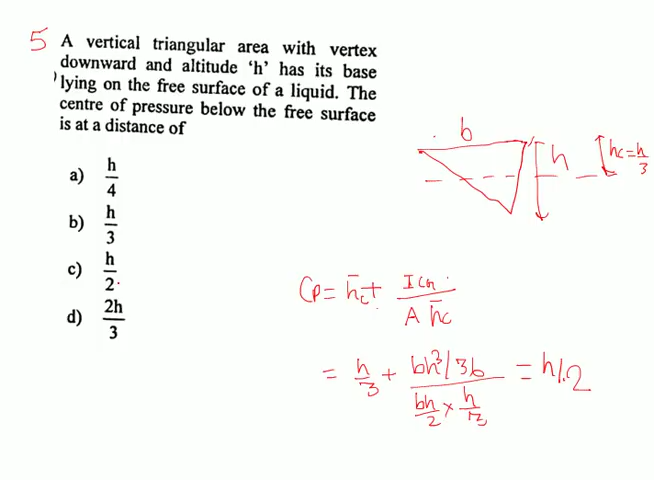 5 A vertical triangular area with vertex
downward and altitude ‘h’ has its base
lying on the free surface of a liquid. The
centre of pressure below the free surface
is at a distance of
a) h/4
b) h/3
c) h/2
d) 2h/3
b
h
hc = h/3
Cp = h̄c + IG / A h̄c
= h/3 + (bh³/36) / (bh/2 × h/3) = h/2